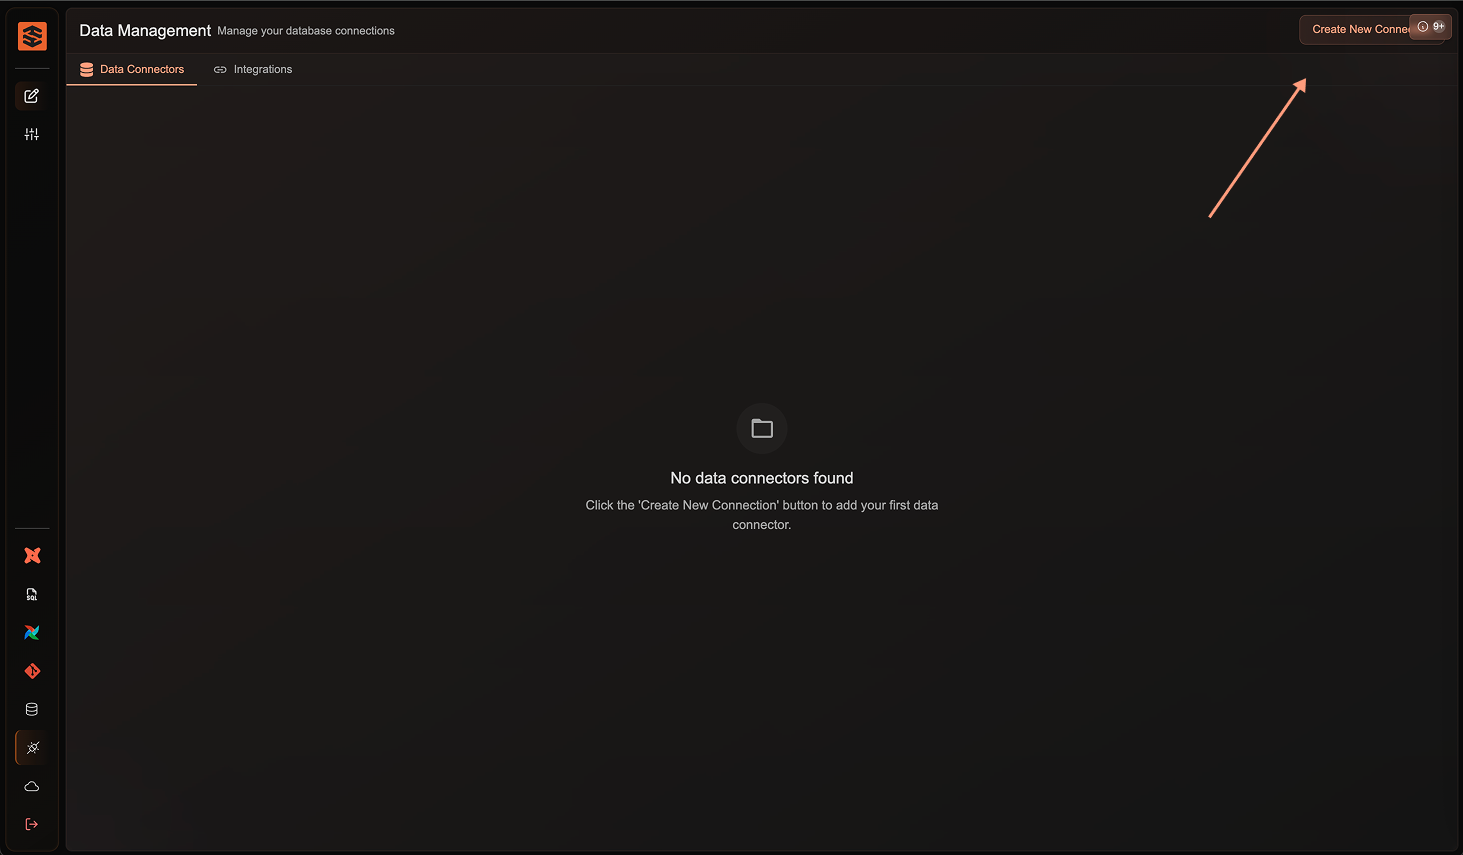 Data Management Manage your database connections
Create New Conne
9+
Data Connectors
Integrations
SQL
No data connectors found
Click the 'Create New Connection' button to add your first data
connector.